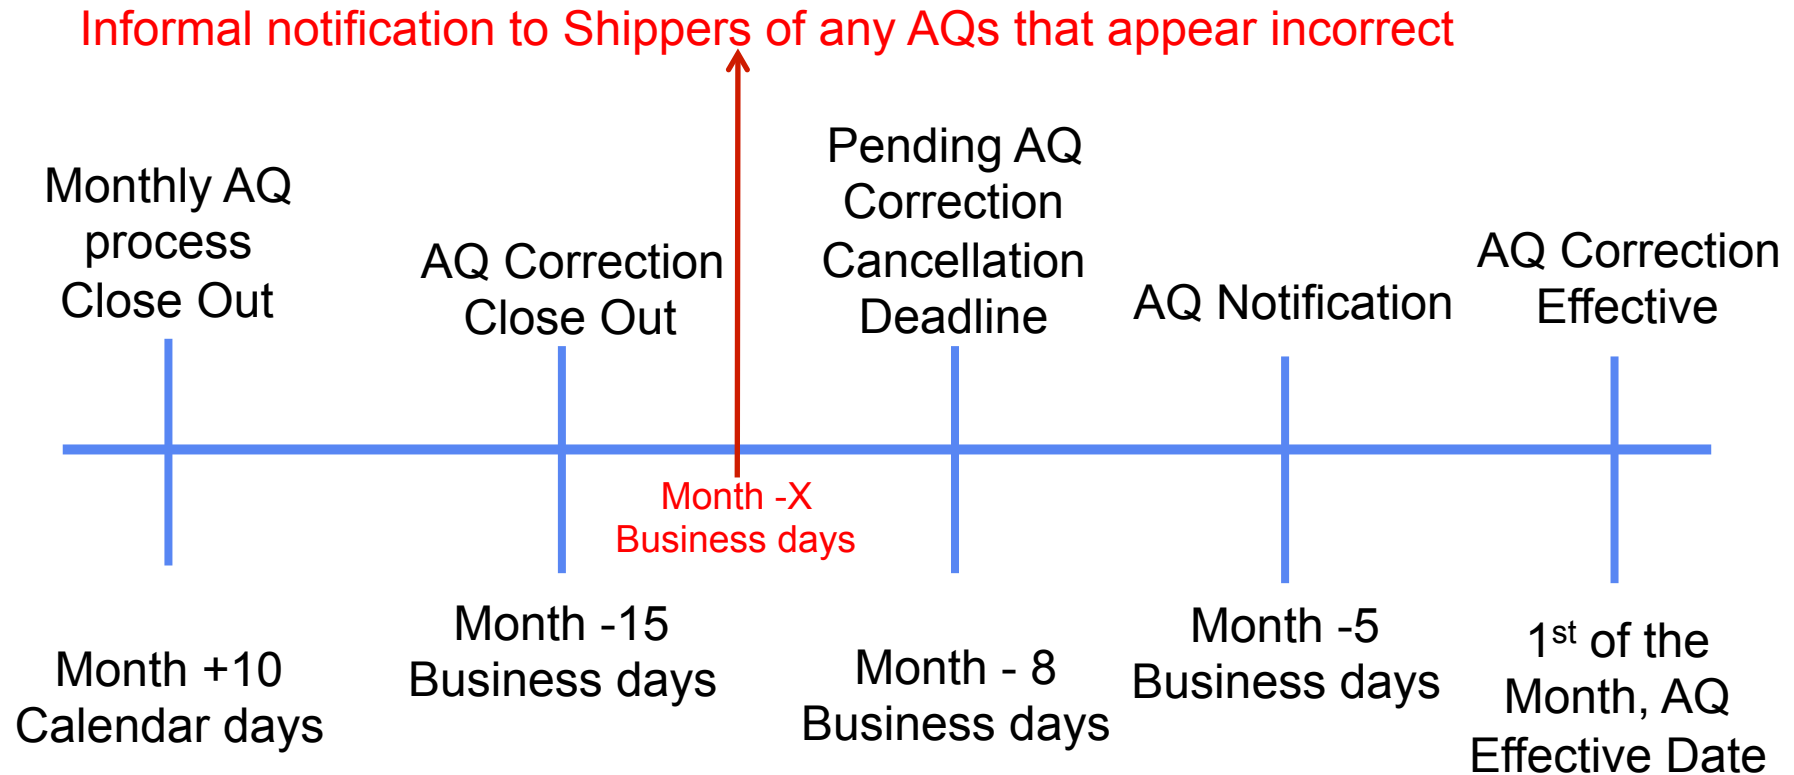 Informal notification to Shippers of any AQs that appear incorrect
Monthly AQ
process
Close Out
AQ Correction
Close Out
Pending AQ
Correction
Cancellation
Deadline
AQ Notification
AQ Correction
Effective
Month -X
Business days
Month +10
Calendar days
Month -15
Business days
Month - 8
Business days
Month -5
Business days
1st of the
Month, AQ
Effective Date